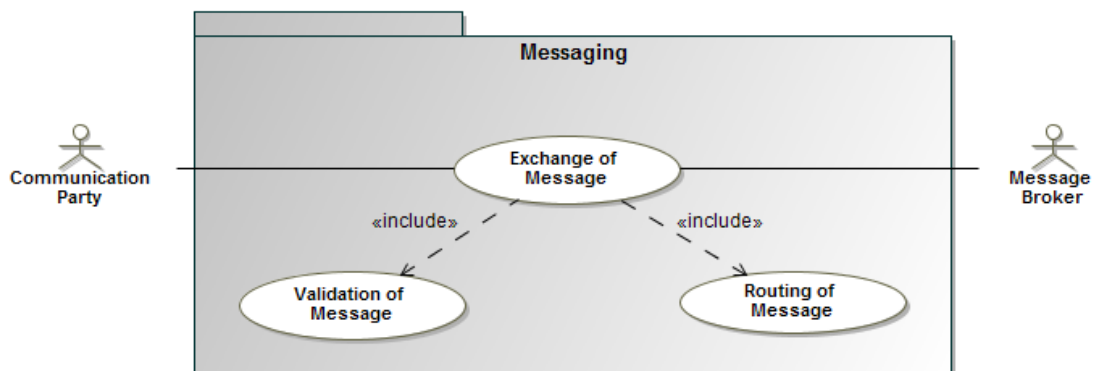 Messaging
Exchange of
Message
Communication
Party
Message
Broker
«include»
«include»
Validation of
Message
Routing of
Message